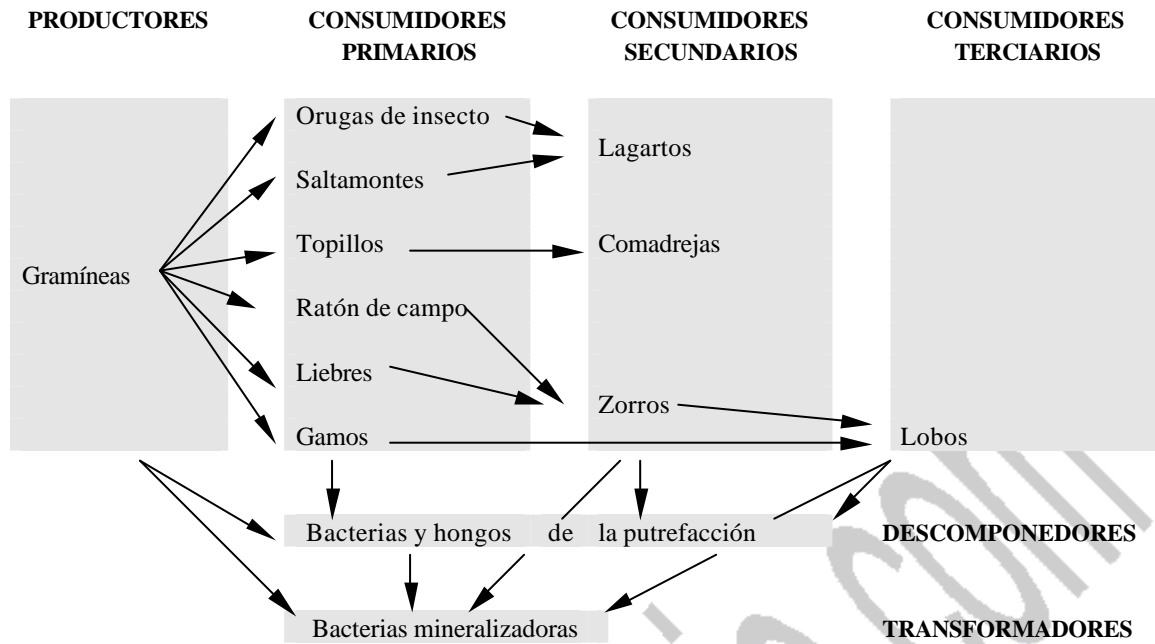 PRODUCTORES
CONSUMIDORES
PRIMARIOS
CONSUMIDORES
SECUNDARIOS
CONSUMIDORES
TERCIARIOS
Gramíneas
Orugas de insecto
Saltamontes
Topillos
Ratón de campo
Liebres
Gamos
Lagartos
Comadrejas
Zorros
Lobos
Bacterias y hongos de la putrefacción
DESCOMPONEDORES
Bacterias mineralizadoras
TRANSFORMADORES